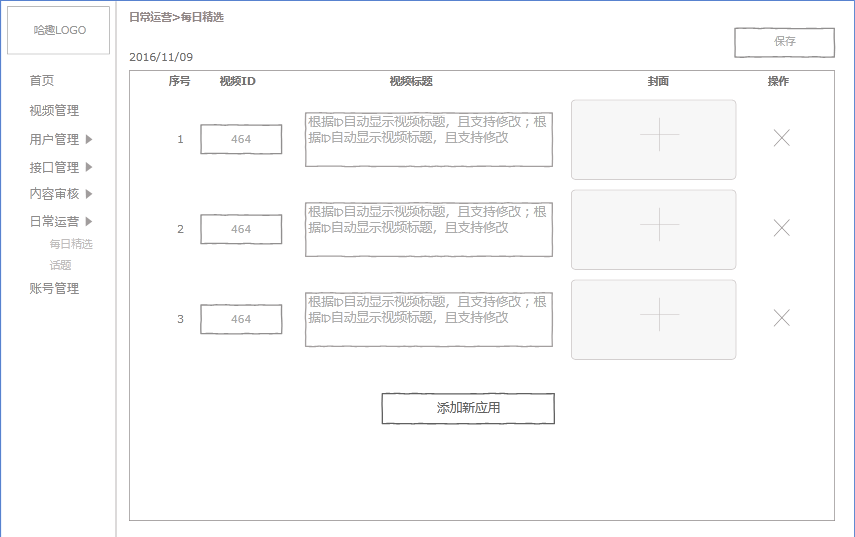 哈趣LOGO
首页
视频管理
用户管理
接口管理
内容审核
日常运营
每日精选
话题
账号管理
日常运营>每日精选
保存
2016/11/09
序号 视频ID 视频标题 封面 操作
1 464 根据ID自动显示视频标题，且支持修改；根
据ID自动显示视频标题，且支持修改
2 464 根据ID自动显示视频标题，且支持修改；根
据ID自动显示视频标题，且支持修改
3 464 根据ID自动显示视频标题，且支持修改；根
据ID自动显示视频标题，且支持修改
添加新应用